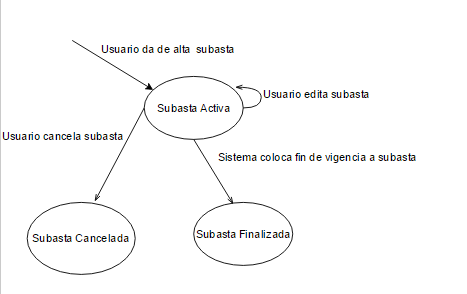 Usuario da de alta subasta
Usuario edita subasta
Subasta Activa
Usuario cancela subasta
Sistema coloca fin de vigencia a subasta
Subasta Cancelada
Subasta Finalizada